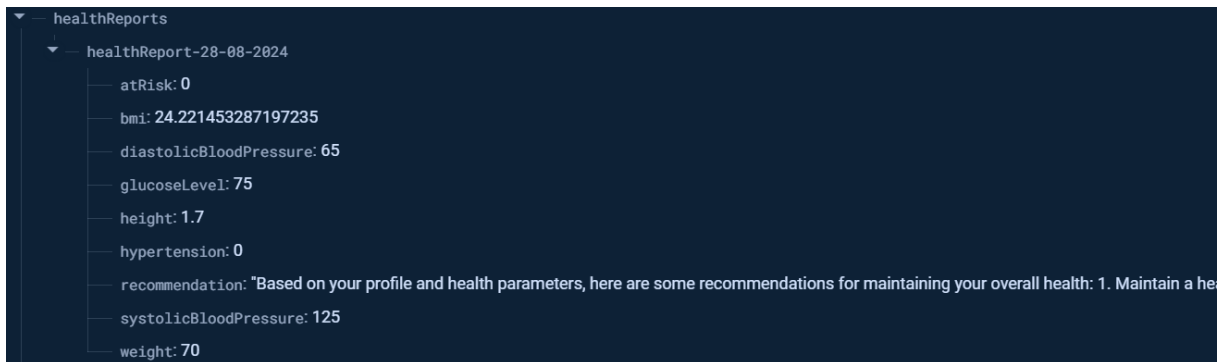 healthReports
healthReport-28-08-2024
atRisk: 0
bmi: 24.221453287197235
diastolicBloodPressure: 65
glucoseLevel: 75
height: 1.7
hypertension: 0
recommendation: "Based on your profile and health parameters, here are some recommendations for maintaining your overall health: 1. Maintain a
systolicBloodPressure: 125
weight: 70